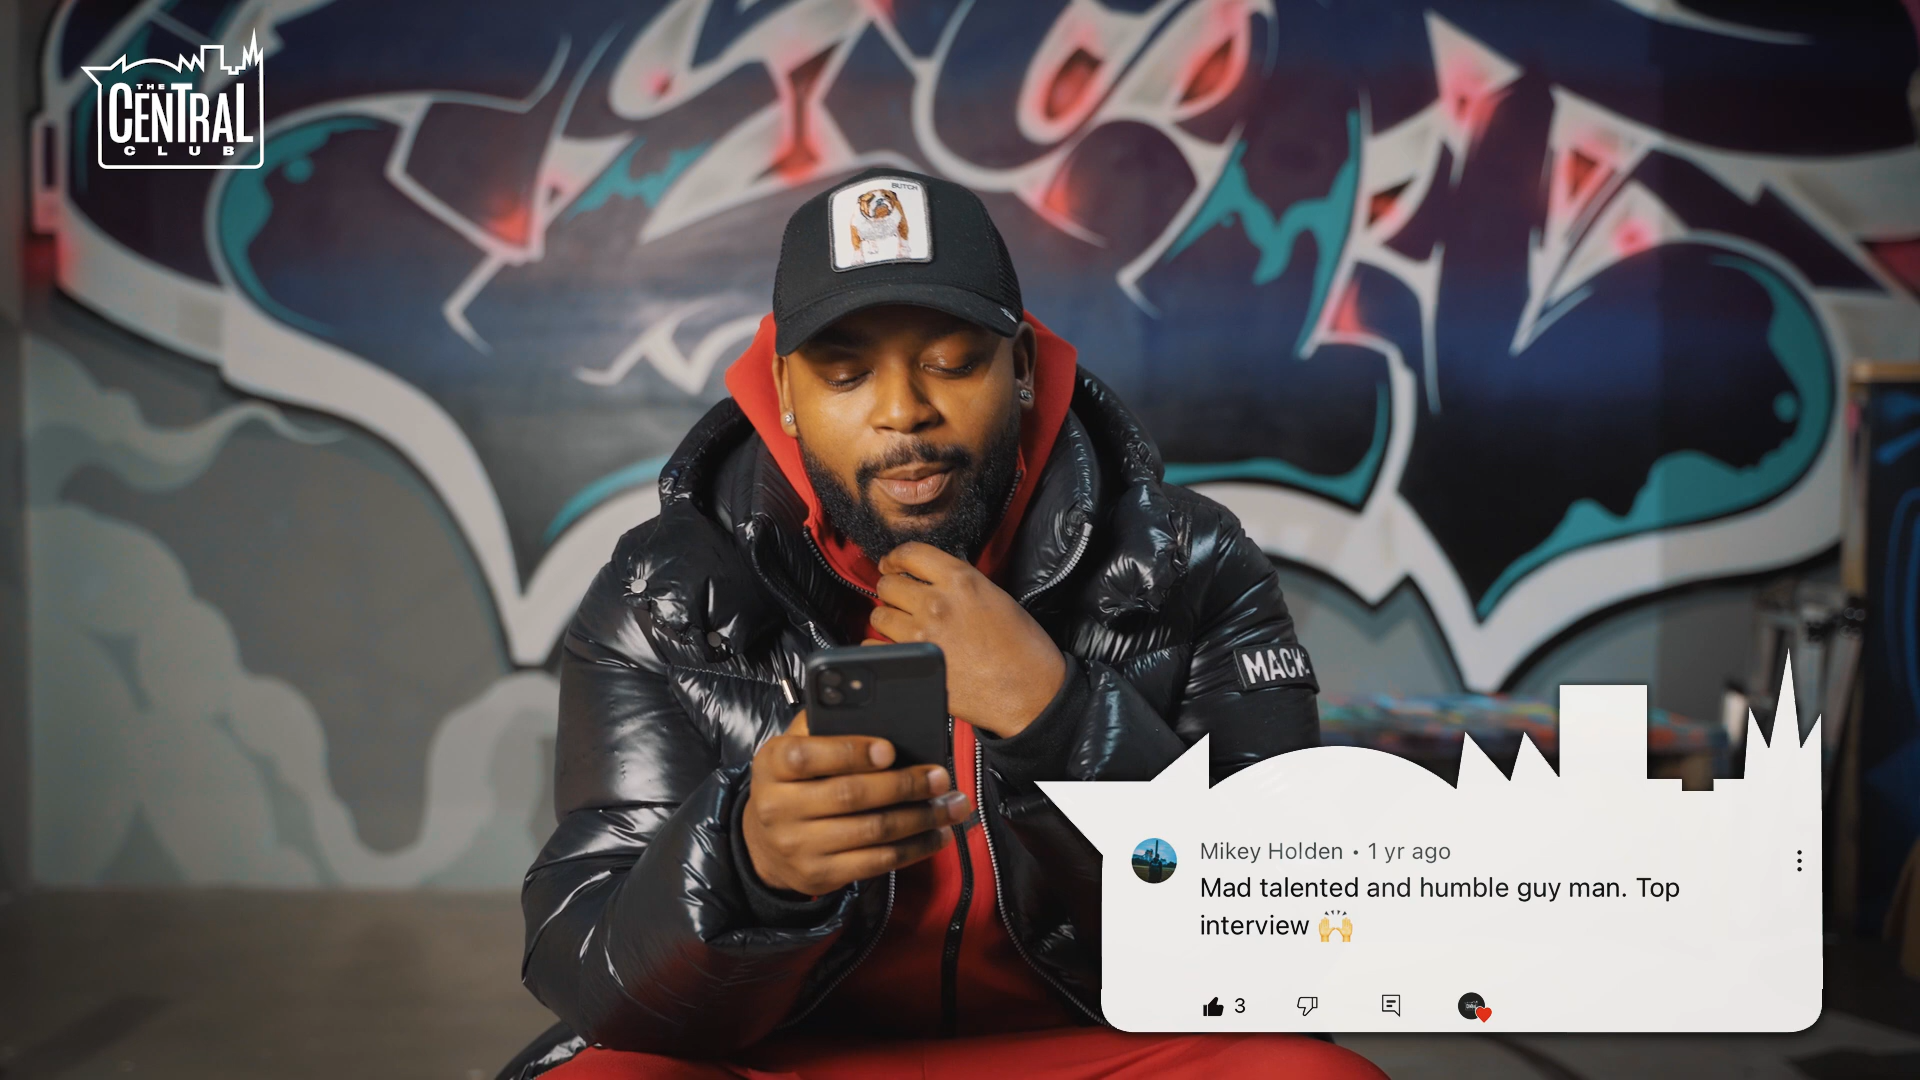 THE
CENTRAL
CLUB
BUTCH
MACK
Mikey Holden • 1 yr ago
Mad talented and humble guy man. Top
interview 🙌
3